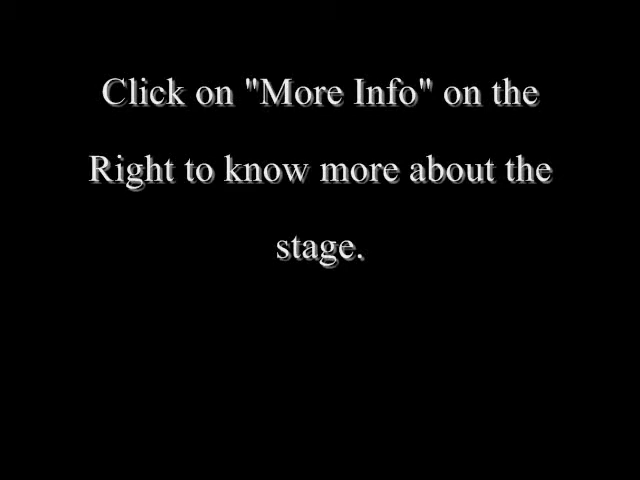 Click on "More Info" on the
Right to know more about the
stage.